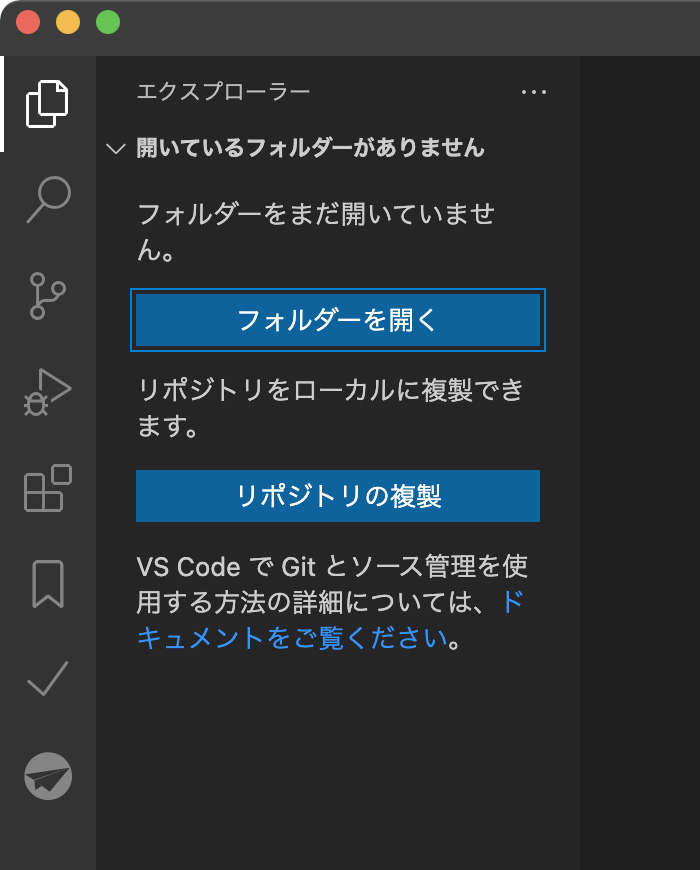 エクスプローラー
開いているフォルダーがありません
フォルダーをまだ開いていませ
ん。
フォルダーを開く
リポジトリをローカルに複製でき
ます。
リポジトリの複製
VS Code で Git とソース管理を使
用する方法の詳細については、ド
キュメントをご覧ください。